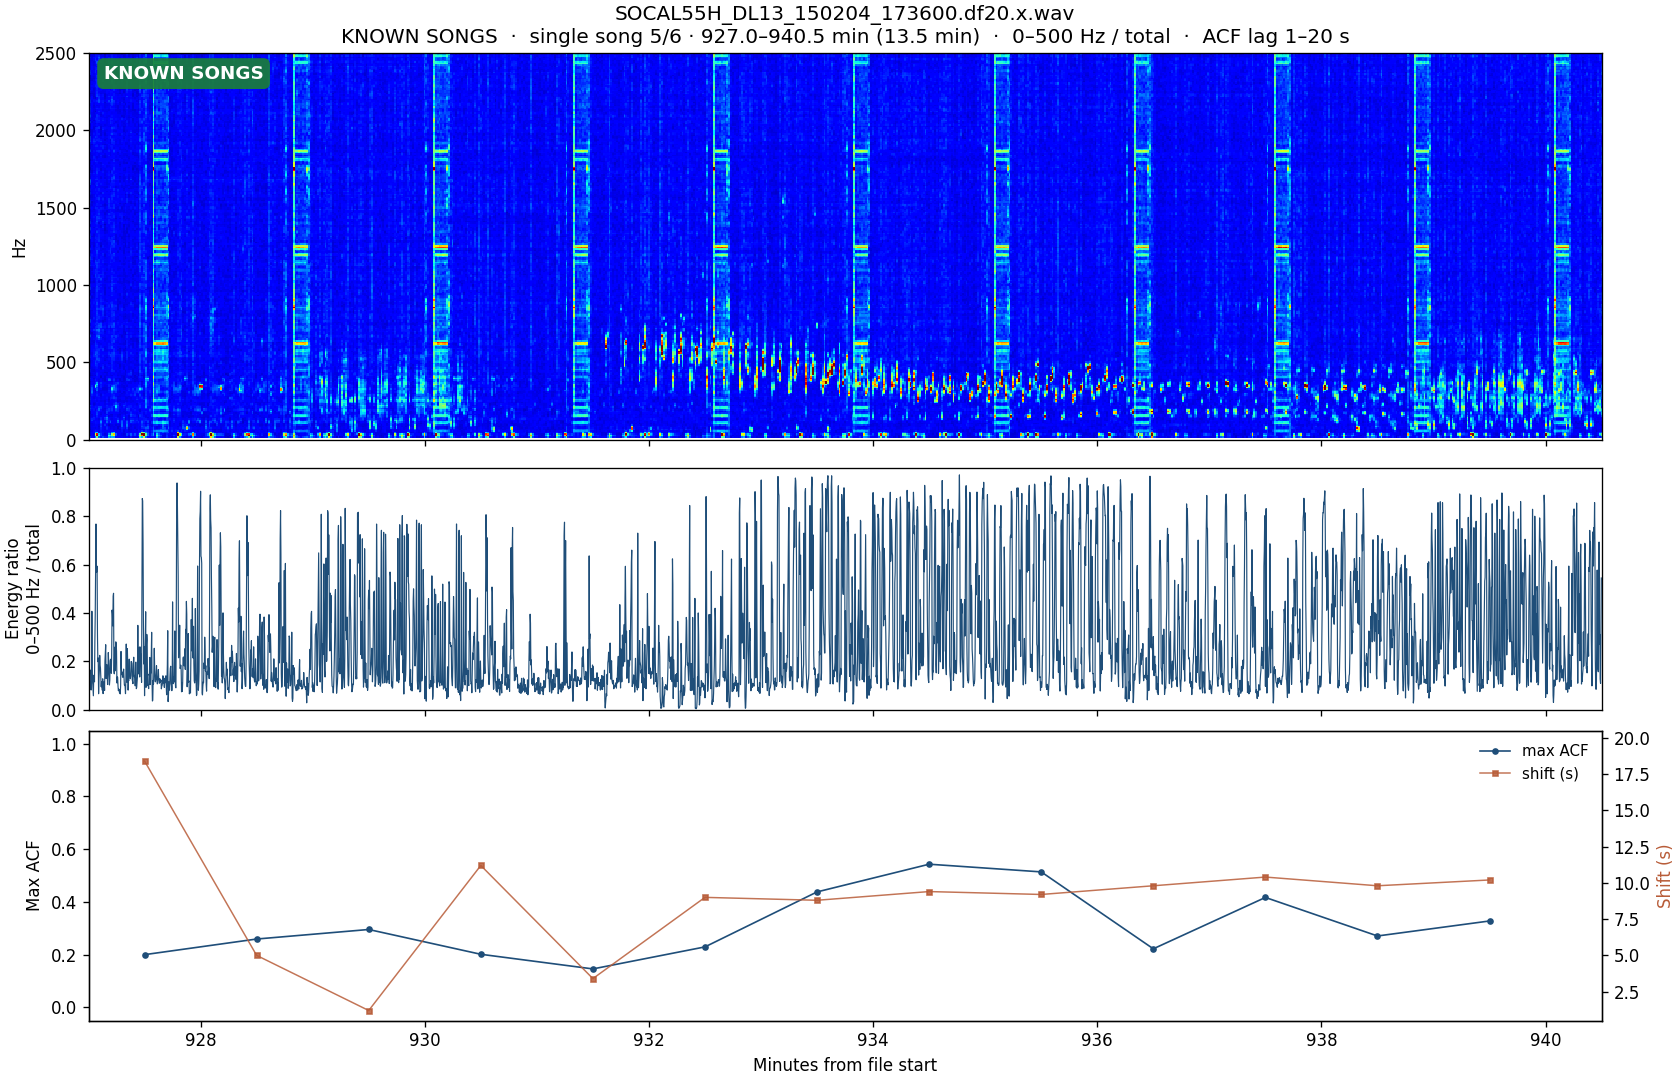 SOCAL55H_DL13_150204_173600.df20.x.wav
KNOWN SONGS · single song 5/6 · 927.0–940.5 min (13.5 min) · 0–500 Hz / total · ACF lag 1–20 s
KNOWN SONGS
2500
2000
1500
1000
500
0
Hz
1.0
0.8
0.6
0.4
0.2
0.0
Energy ratio
0–500 Hz / total
1.0
0.8
0.6
0.4
0.2
0.0
Max ACF
max ACF
shift (s)
20.0
17.5
15.0
12.5
10.0
7.5
5.0
2.5
Shift (s)
928 930 932 934 936 938 940
Minutes from file start